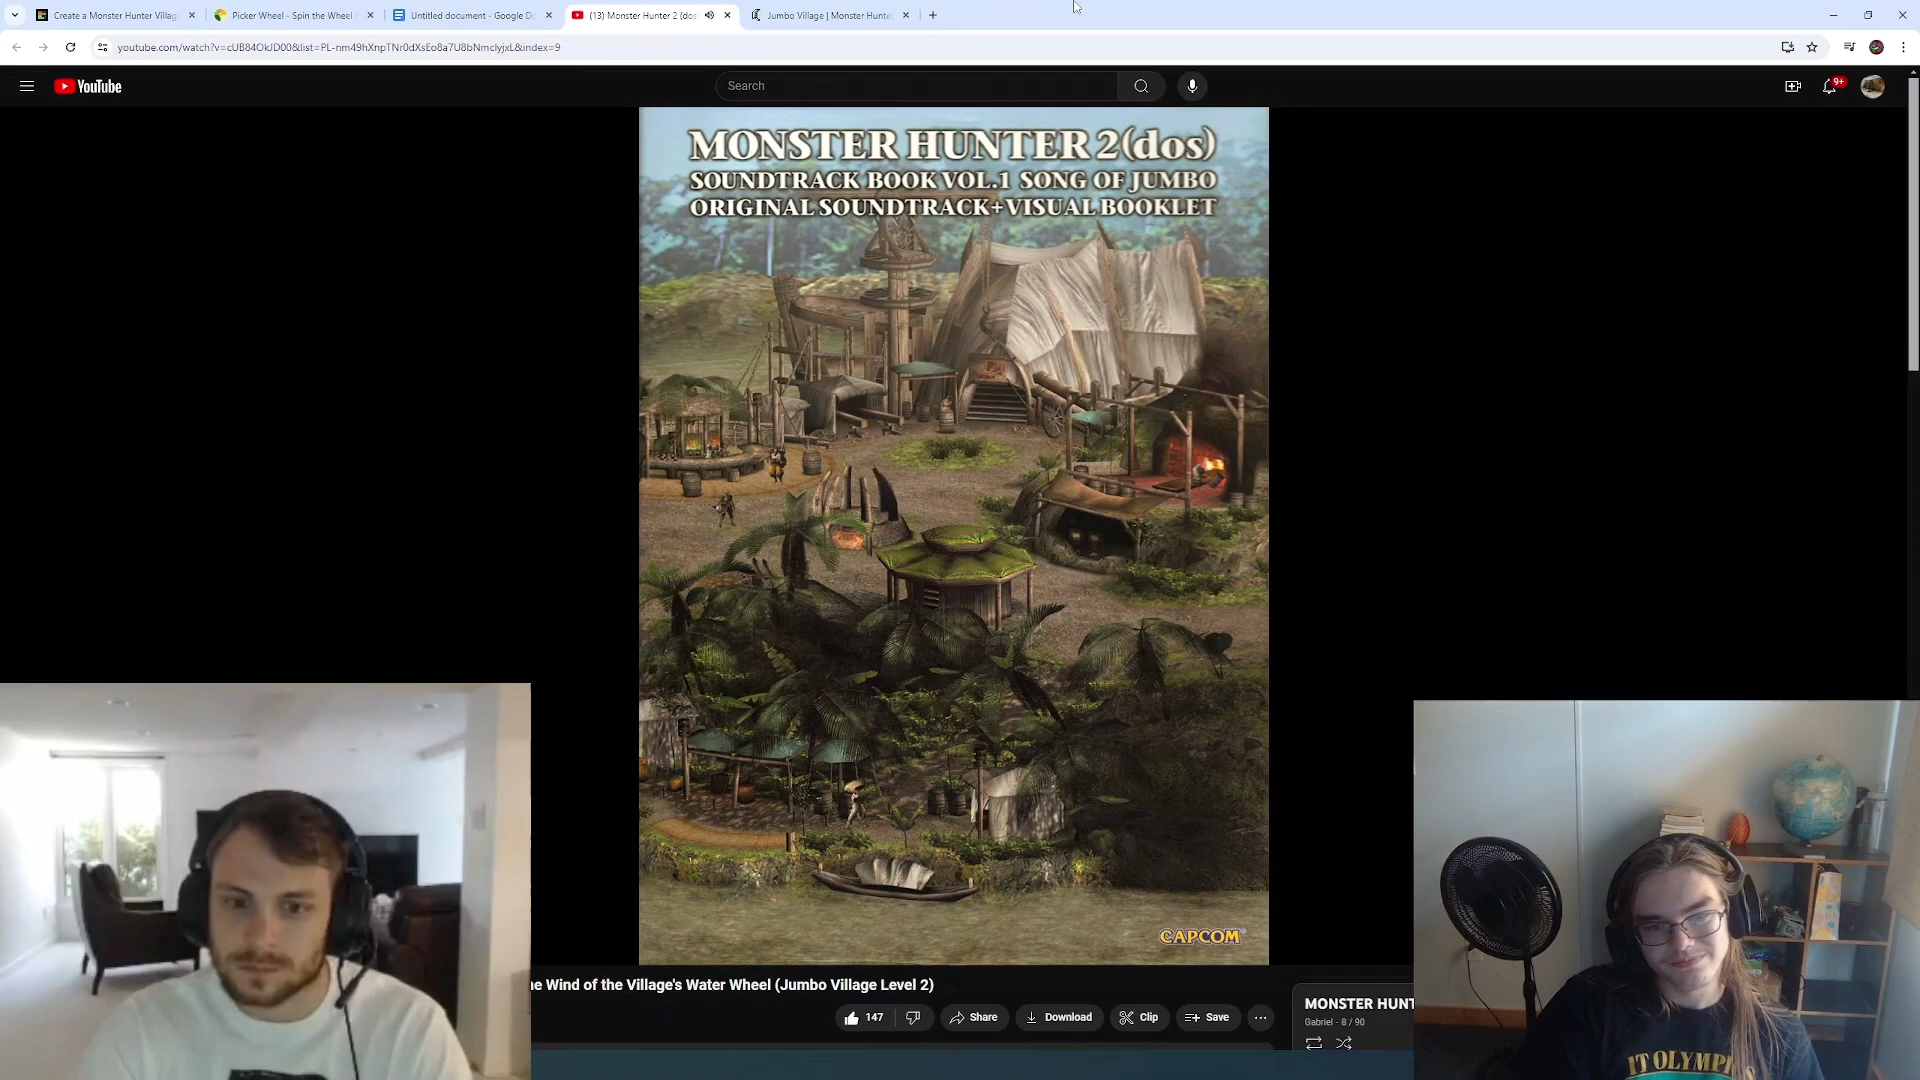 Create a Monster Hunter Villag
Picker Wheel - Spin the Wheel
Untitled document - Google Do
(13) Monster Hunter 2 (dos
Jumbo Village | Monster Hunte
youtube.com/watch?v=cUB84OkJD00&list=PL-nm49hXnpTNr0dXsEo8a7U8bNmclyjxL&index=9
YouTube
Search
9+
MONSTER HUNTER 2(dos)
SOUNDTRACK BOOK VOL.1 SONG OF JUMBO
ORIGINAL SOUNDTRACK+VISUAL BOOKLET
CAPCOM
e Wind of the Village's Water Wheel (Jumbo Village Level 2)
147
Share
Download
Clip
Save
MONSTER HUNT
Gabriel - 8 / 90
IT OLYMPI